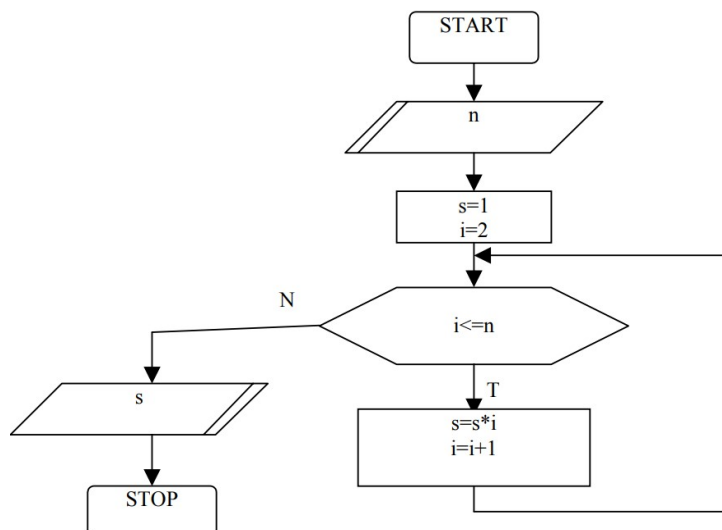 START
n
s=1
i=2
N
i<=n
T
s
s=s*i
i=i+1
STOP